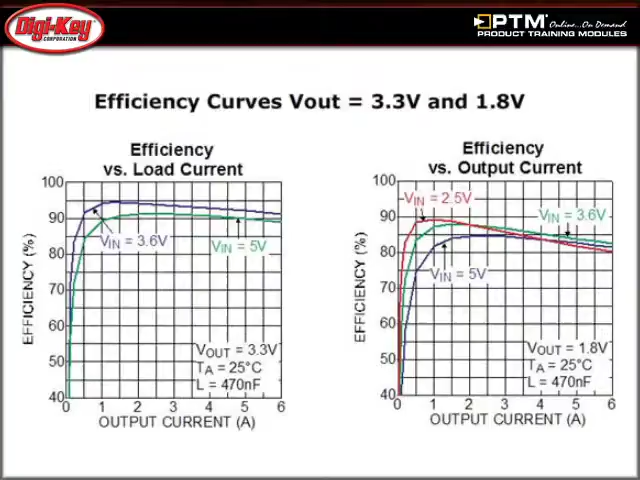 Digi-Key
CORPORATION
PTM
Online...On Demand
PRODUCT TRAINING MODULES
Efficiency Curves Vout = 3.3V and 1.8V
Efficiency
vs. Load Current
EFFICIENCY (%)
100
90
80
70
60
50
40
VIN = 3.6V
VIN = 5V
VOUT = 3.3V
TA = 25°C
L = 470nF
0 1 2 3 4 5 6
OUTPUT CURRENT (A)
Efficiency
vs. Output Current
EFFICIENCY (%)
100
90
80
70
60
50
40
VIN = 2.5V
VIN = 3.6V
VIN = 5V
VOUT = 1.8V
TA = 25°C
L = 470nF
0 1 2 3 4 5 6
OUTPUT CURRENT (A)